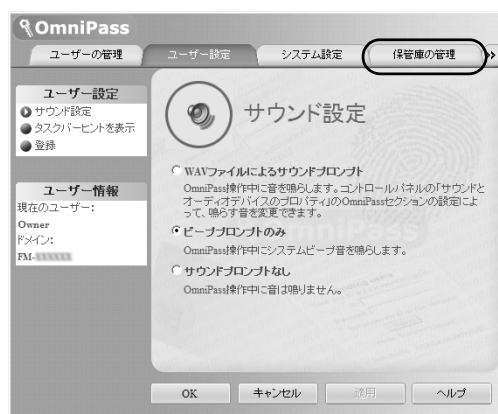 OmniPass
ユーザーの管理
ユーザー設定
システム設定
保管庫の管理
ユーザー設定
サウンド設定
タスクバーヒントを表示
登録
ユーザー情報
現在のユーザー:
Owner
ドメイン:
FM-
サウンド設定
WAVファイルによるサウンドプロンプト
OmniPass操作中に音を鳴らします。コントロールパネルの「サウンドと
オーディオデバイスのプロパティ」のOmniPassセクションの設定によ
って、鳴らす音を変更できます。
ビーププロンプトのみ
OmniPass操作中にシステムビープ音を鳴らします。
サウンドプロンプトなし
OmniPass操作中に音は鳴りません。
OK
キャンセル
適用
ヘルプ